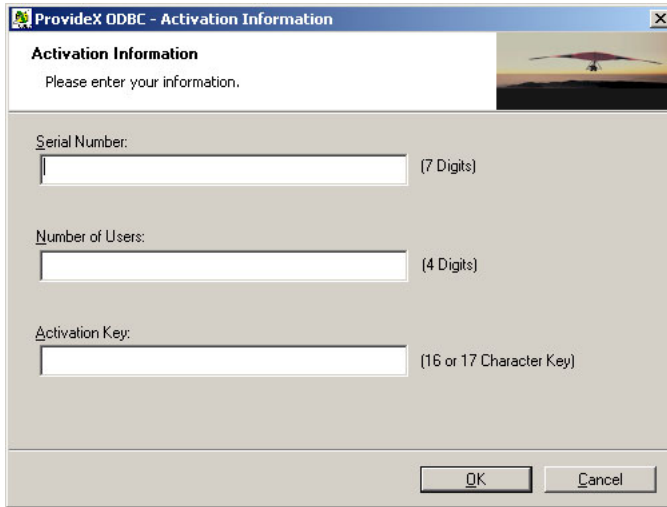 ProvideX ODBC - Activation Information
Activation Information
Please enter your information.
Serial Number:
(7 Digits)
Number of Users:
(4 Digits)
Activation Key:
(16 or 17 Character Key)
OK Cancel